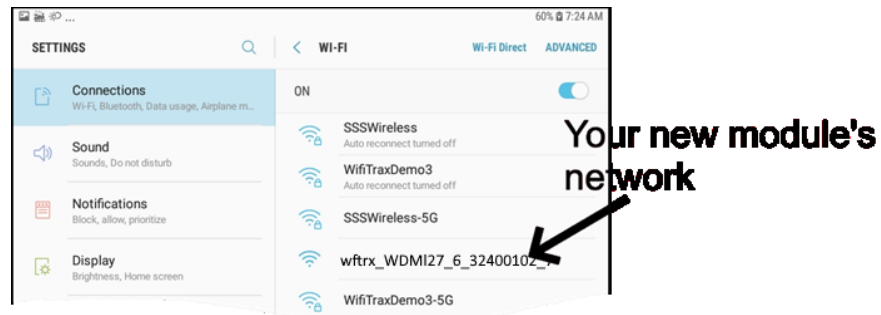 60% 7:24 AM
SETTINGS
Connections
Wi-Fi, Bluetooth, Data usage, Airplane m...
Sound
Sounds, Do not disturb
Notifications
Block, allow, prioritize
Display
Brightness, Home screen
WI-FI
Wi-Fi Direct
ADVANCED
ON
SSSWireless
Auto reconnect turned off
WifiTraxDemo3
Auto reconnect turned off
SSSWireless-5G
wftrx_WDMI27_6_32400102_
WifiTraxDemo3-5G
Your new module's
network